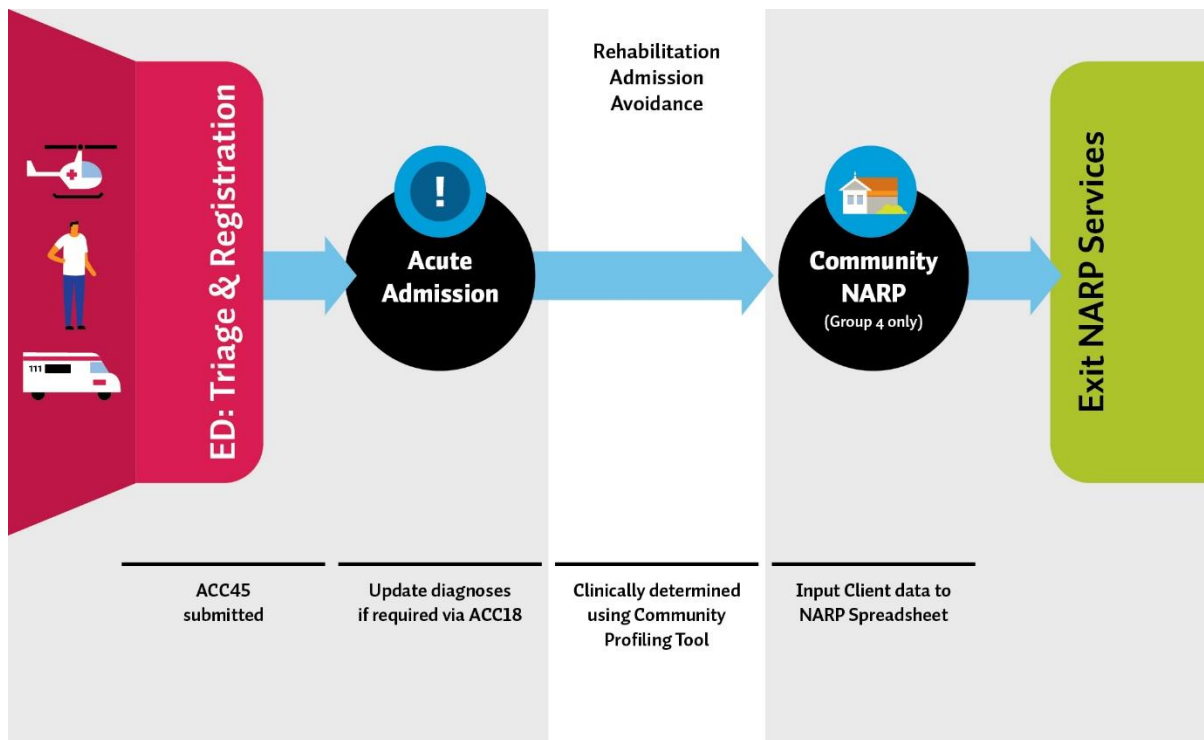 111
ED: Triage & Registration
!
Acute
Admission
Rehabilitation
Admission
Avoidance
Community
NARP
(Group 4 only)
Exit NARP Services
ACC45
submitted
Update diagnoses
if required via ACC18
Clinically determined
using Community
Profiling Tool
Input Client data to
NARP Spreadsheet